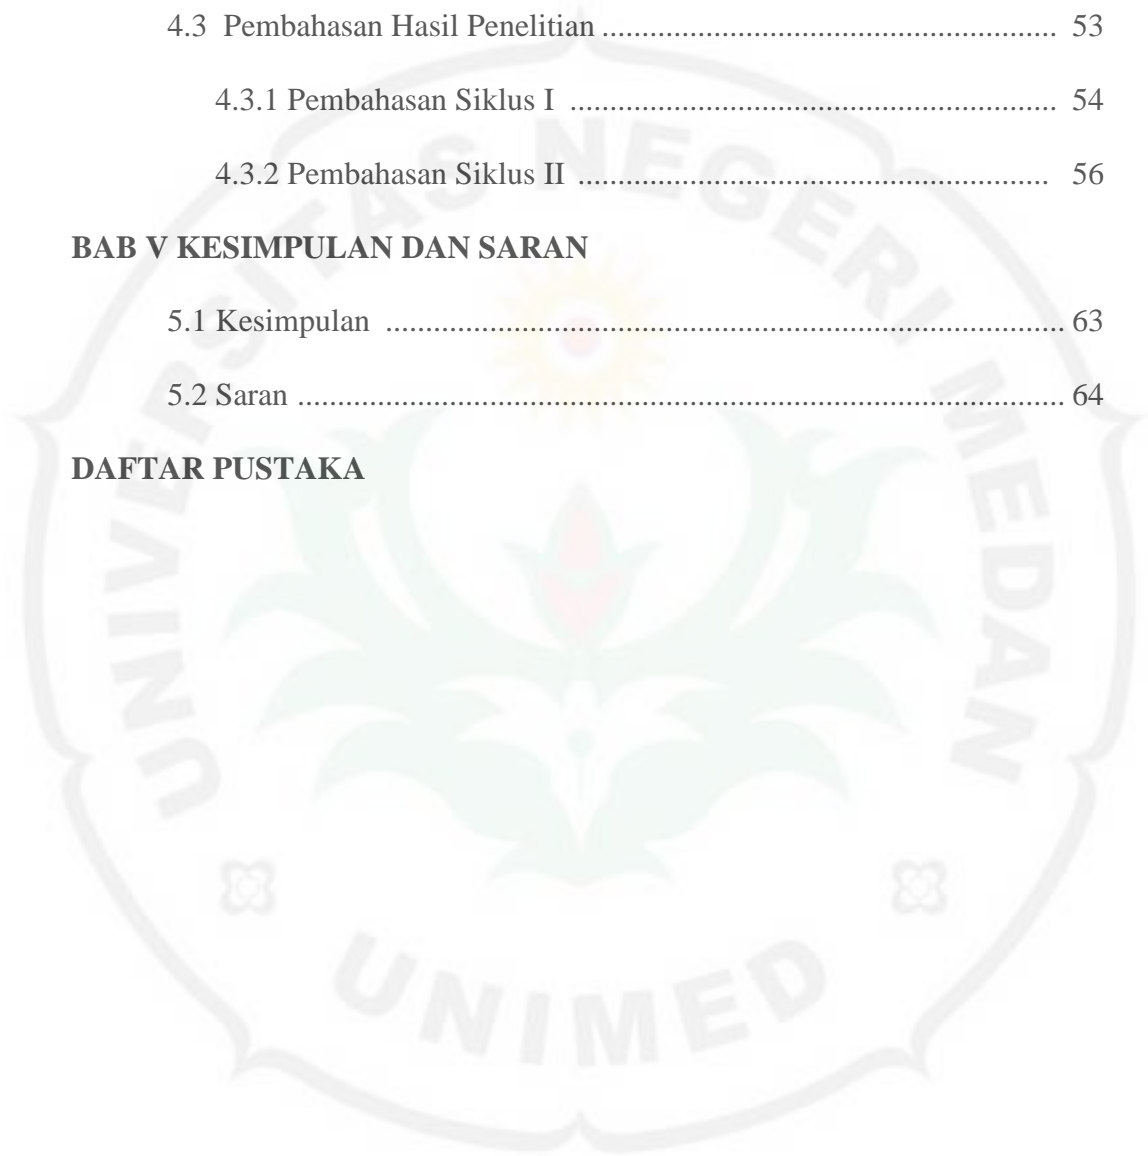 4.3 Pembahasan Hasil Penelitian ......................................................... 53
4.3.1 Pembahasan Siklus I ............................................................. 54
4.3.2 Pembahasan Siklus II ........................................................... 56
BAB V KESIMPULAN DAN SARAN
5.1 Kesimpulan ..................................................................................... 63
5.2 Saran ................................................................................................ 64
DAFTAR PUSTAKA
UNIVERSITAS NEGERI MEDAN
UNIMED